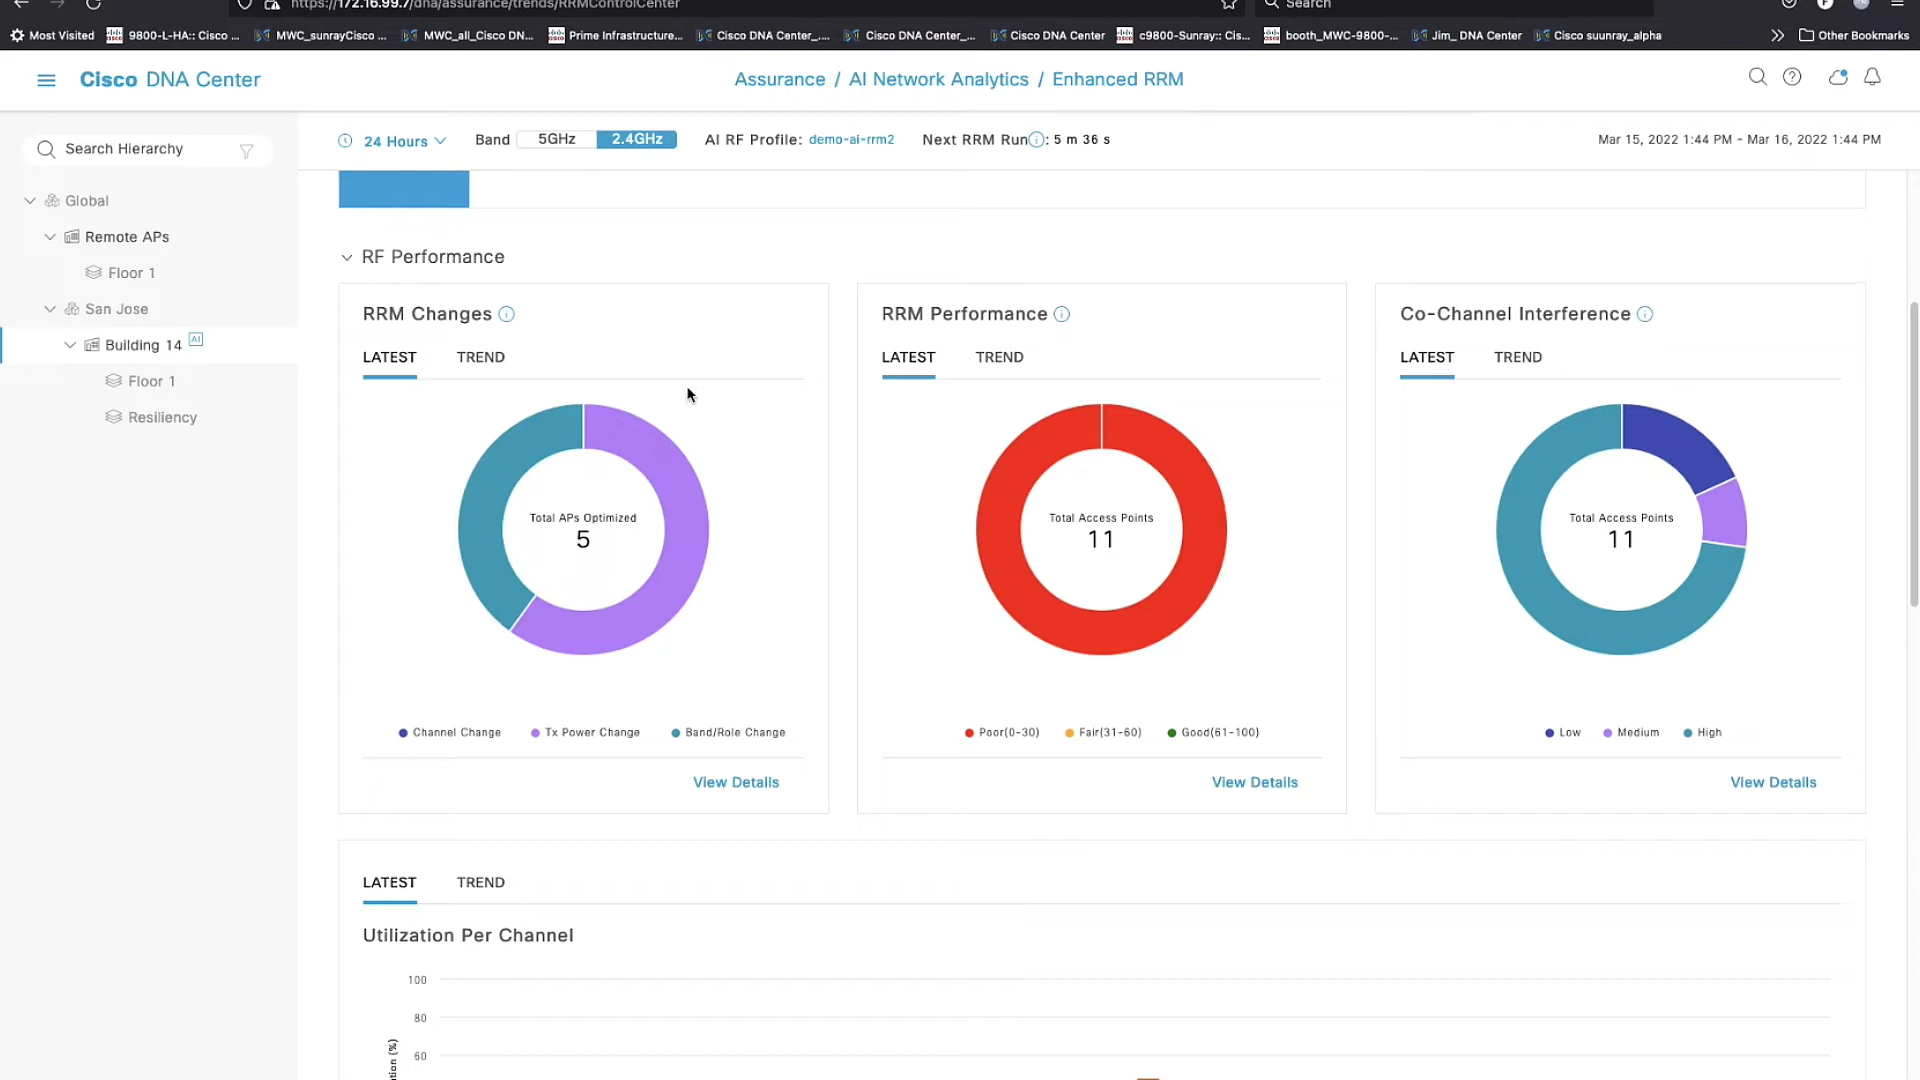 https://172.16.99.7/dna/assurance/trends/RRMControlCenter
Search
Most Visited
9800-L-HA:: Cisco ...
MWC_sunrayCisco ...
MWC_all_Cisco DN...
Prime Infrastructure...
Cisco DNA Center_....
Cisco DNA Center_...
Cisco DNA Center
c9800-Sunray:: Cis...
booth_MWC-9800-...
Jim_ DNA Center
Cisco suunray_alpha
Other Bookmarks
Cisco DNA Center
Assurance / AI Network Analytics / Enhanced RRM
Search Hierarchy
Global
Remote APs
Floor 1
San Jose
Building 14 AI
Floor 1
Resiliency
24 Hours
Band 5GHz 2.4GHz
AI RF Profile: demo-ai-rrm2
Next RRM Run : 5 m 36 s
Mar 15, 2022 1:44 PM - Mar 16, 2022 1:44 PM
RF Performance
RRM Changes
LATEST TREND
Total APs Optimized
5
Channel Change Tx Power Change Band/Role Change
View Details
RRM Performance
LATEST TREND
Total Access Points
11
Poor(0-30) Fair(31-60) Good(61-100)
View Details
Co-Channel Interference
LATEST TREND
Total Access Points
11
Low Medium High
View Details
LATEST TREND
Utilization Per Channel
100
80
60